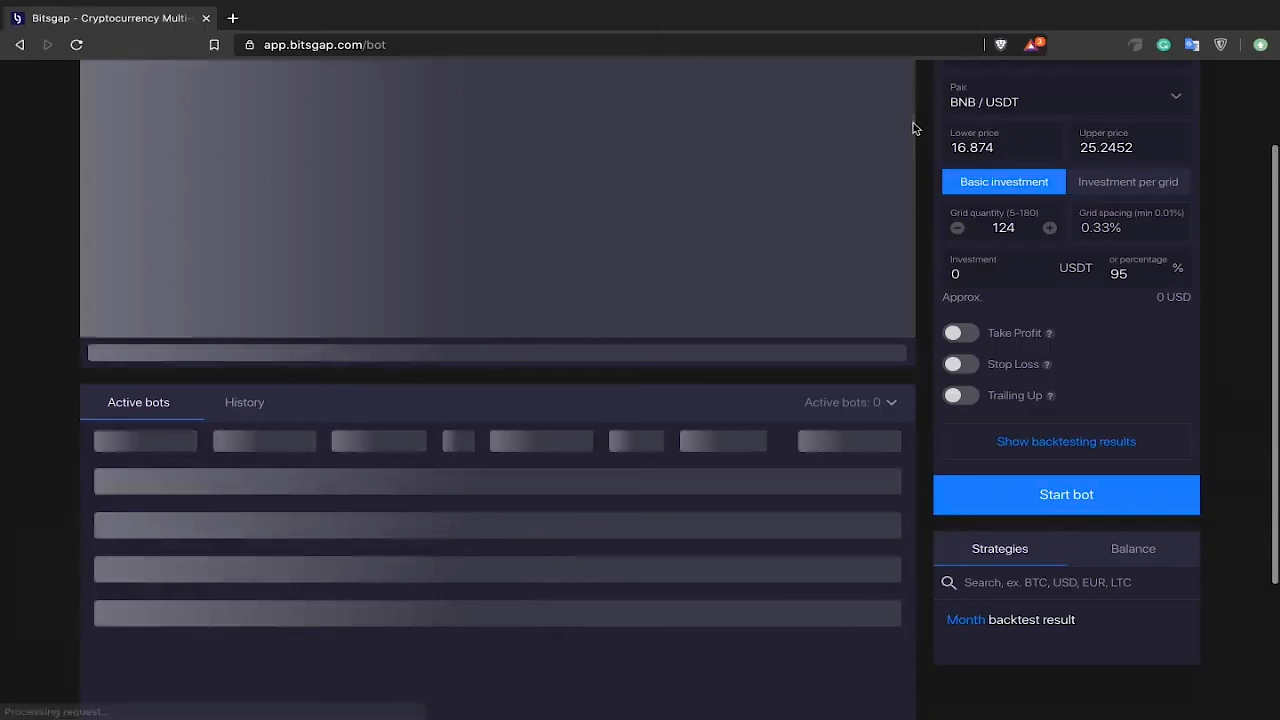 Bitsgap - Cryptocurrency Multi-
app.bitsgap.com/bot
3
Pair
BNB / USDT
Lower price
16.874
Upper price
25.2452
Basic investment
Investment per grid
Grid quantity (5-180)
124
Grid spacing (min 0.01%)
0.33%
Investment
0
USDT
or percentage
95
%
Approx.
0 USD
Take Profit ?
Stop Loss ?
Trailing Up ?
Show backtesting results
Start bot
Active bots
History
Active bots: 0
Strategies
Balance
Search, ex. BTC, USD, EUR, LTC
Month backtest result
Processing request...